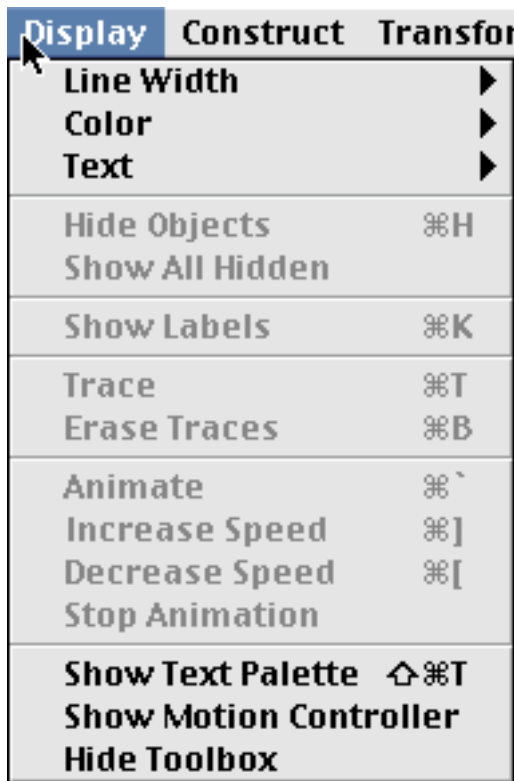 Display Construct Transfor
Line Width
Color
Text
Hide Objects ⌘H
Show All Hidden
Show Labels ⌘K
Trace ⌘T
Erase Traces ⌘B
Animate ⌘`
Increase Speed ⌘]
Decrease Speed ⌘[
Stop Animation
Show Text Palette ⇧⌘T
Show Motion Controller
Hide Toolbox